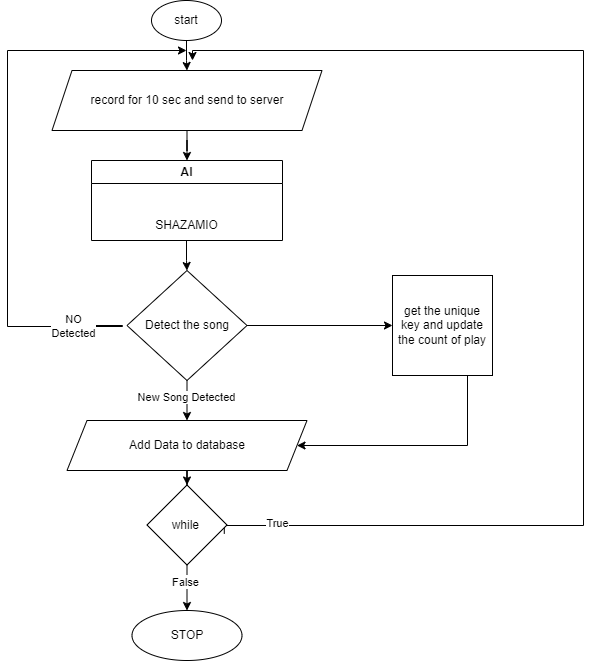 start
record for 10 sec and send to server
AI
SHAZAMIO
Detect the song
NO
Detected
get the unique
key and update
the count of play
New Song Detected
Add Data to database
while
True
False
STOP